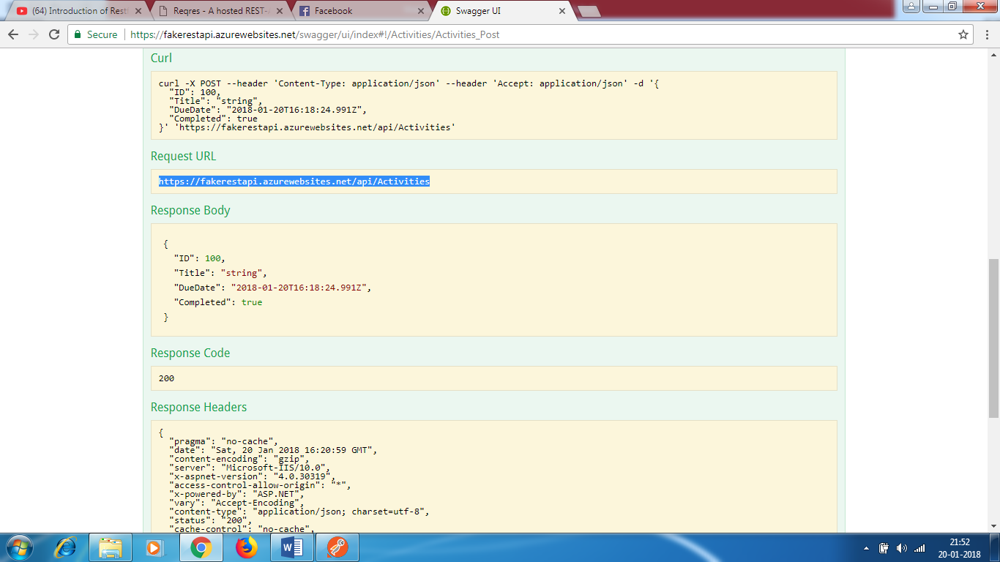 (64) Introduction of Resti
Reqres - A hosted REST-
Facebook
Swagger UI
Secure
https://fakerestapi.azurewebsites.net/swagger/ui/index#!/Activities/Activities_Post
Curl
curl -X POST --header 'Content-Type: application/json' --header 'Accept: application/json' -d '{
"ID": 100,
"Title": "string",
"DueDate": "2018-01-20T16:18:24.991Z",
"Completed": true
}' 'https://fakerestapi.azurewebsites.net/api/Activities'
Request URL
https://fakerestapi.azurewebsites.net/api/Activities
Response Body
{
"ID": 100,
"Title": "string",
"DueDate": "2018-01-20T16:18:24.991Z",
"Completed": true
}
Response Code
200
Response Headers
{
"pragma": "no-cache",
"date": "Sat, 20 Jan 2018 16:20:59 GMT",
"content-encoding": "gzip",
"server": "Microsoft-IIS/10.0",
"x-aspnet-version": "4.0.30319",
"access-control-allow-origin": "*",
"x-powered-by": "ASP.NET",
"vary": "Accept-Encoding",
"content-type": "application/json; charset=utf-8",
"status": "200",
"cache-control": "no-cache",
21:52
20-01-2018